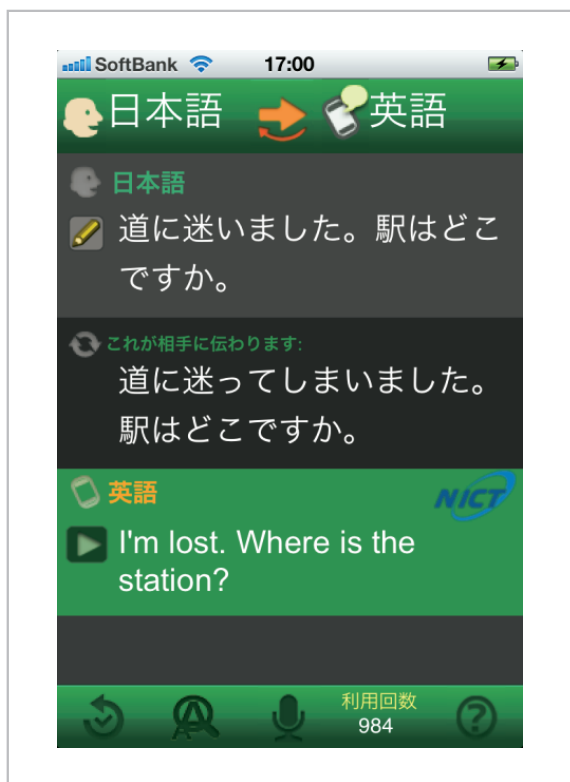 SoftBank 17:00
日本語 英語
日本語
道に迷いました。駅はどこ
ですか。
これが相手に伝わります:
道に迷ってしまいました。
駅はどこですか。
英語 NICT
I'm lost. Where is the
station?
利用回数
984